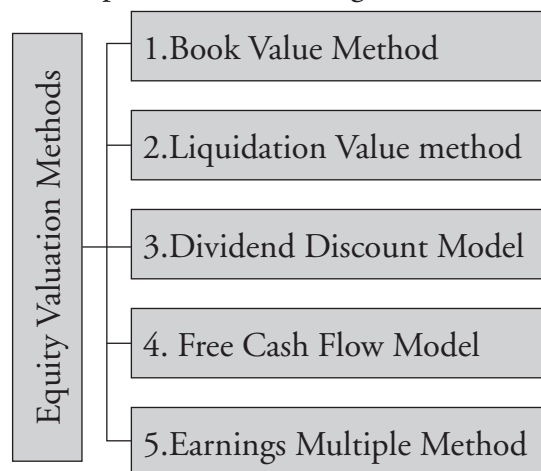 Equity Valuation Methods
1.Book Value Method
2.Liquidation Value method
3.Dividend Discount Model
4. Free Cash Flow Model
5.Earnings Multiple Method